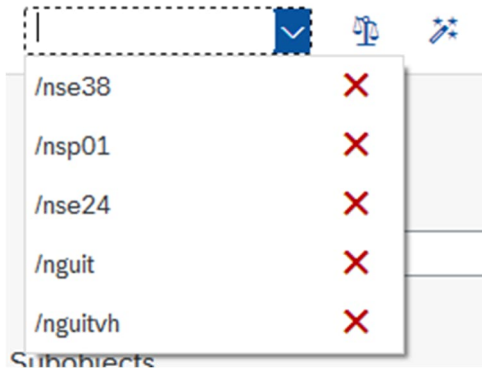 /nse38
/nsp01
/nse24
/nguit
/nguitvh
Subobjects